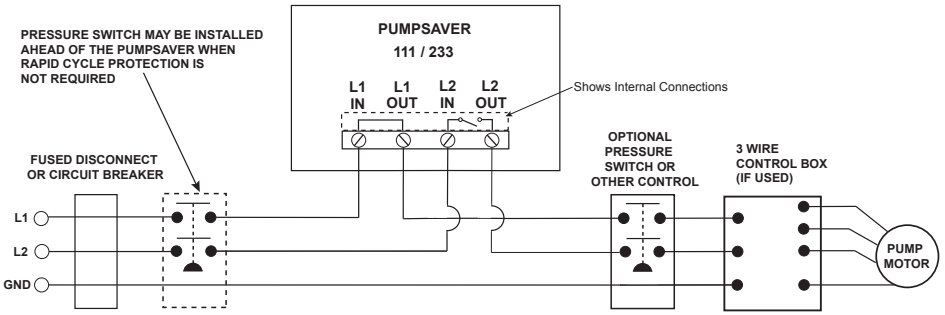 PRESSURE SWITCH MAY BE INSTALLED
AHEAD OF THE PUMPSAVER WHEN
RAPID CYCLE PROTECTION IS
NOT REQUIRED
PUMPSAVER
111 / 233
L1 L1 L2 L2
IN OUT IN OUT
Shows Internal Connections
FUSED DISCONNECT
OR CIRCUIT BREAKER
OPTIONAL
PRESSURE
SWITCH OR
OTHER CONTROL
3 WIRE
CONTROL BOX
(IF USED)
L1
L2
GND
PUMP
MOTOR